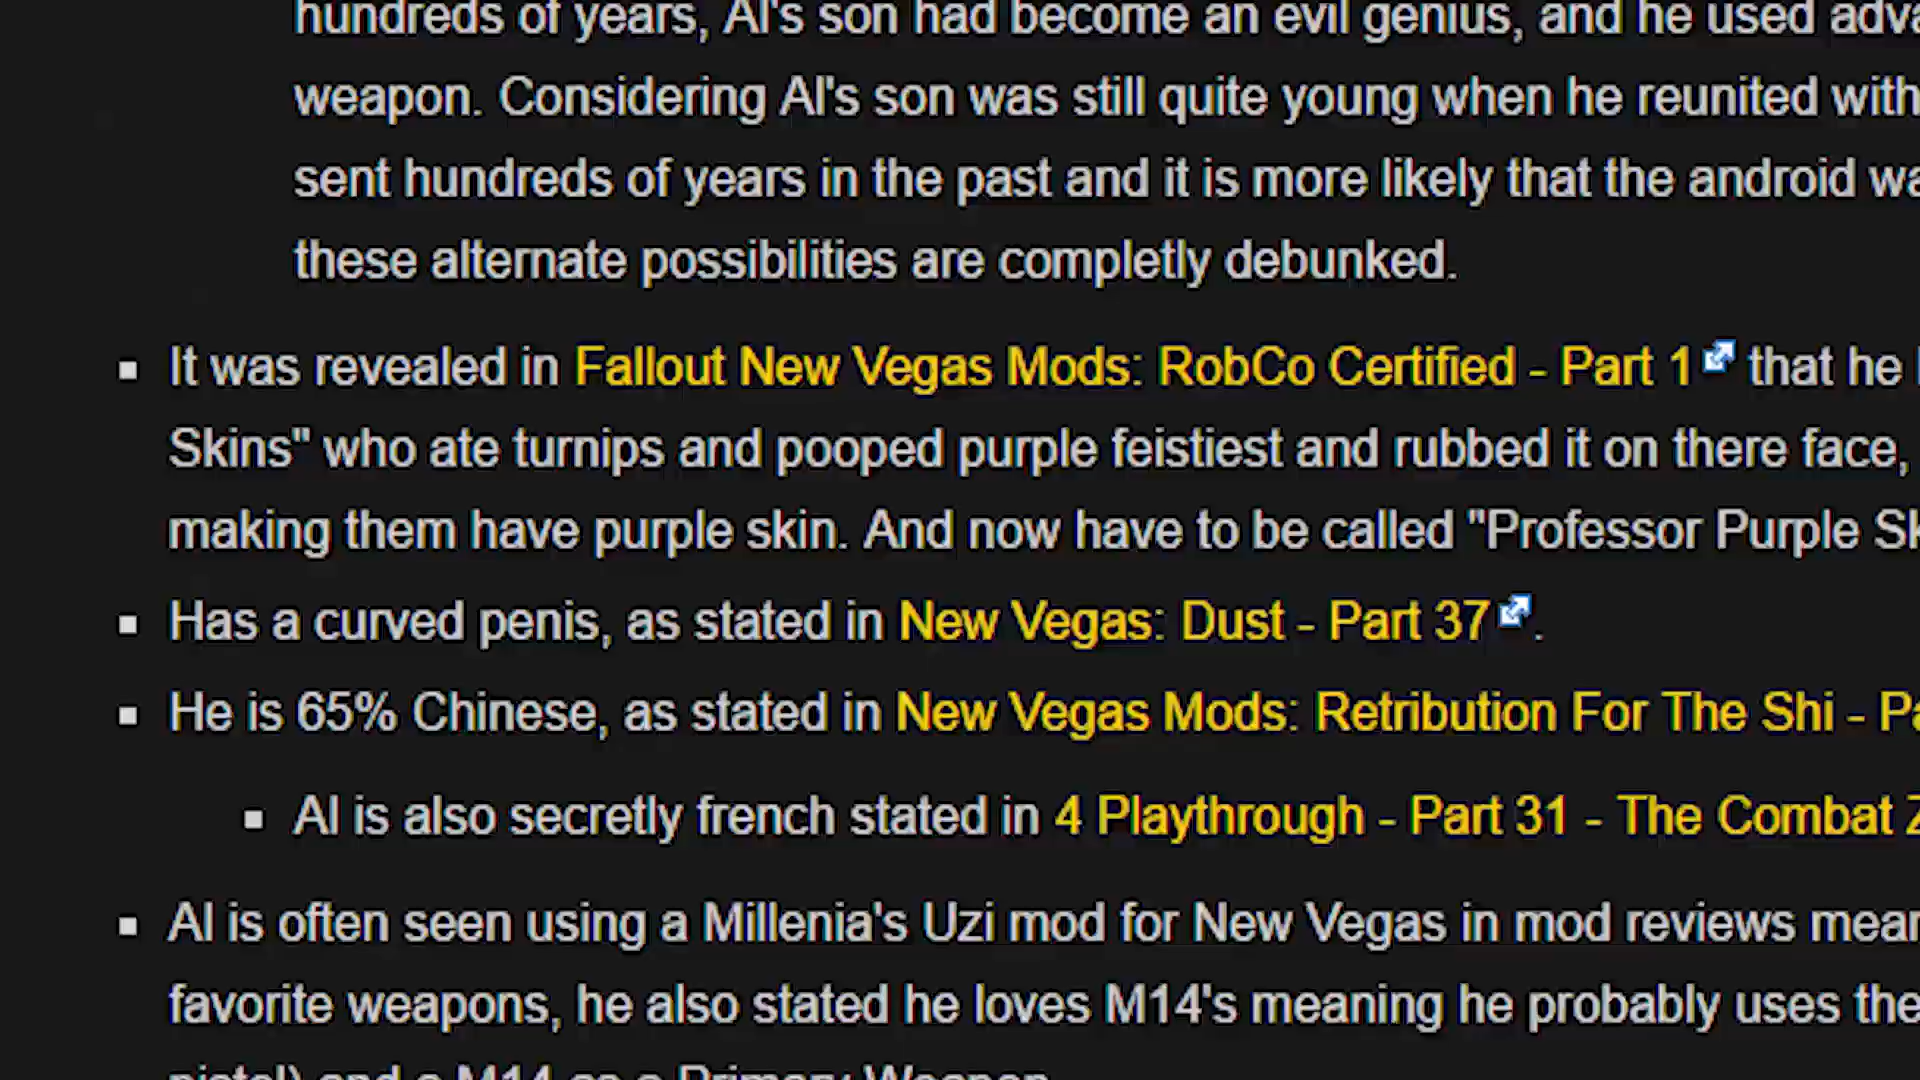 hundreds of years, Al's son had become an evil genius, and he used adva
weapon. Considering Al's son was still quite young when he reunited with
sent hundreds of years in the past and it is more likely that the android wa
these alternate possibilities are completly debunked.
▪ It was revealed in Fallout New Vegas Mods: RobCo Certified - Part 1 that he
Skins" who ate turnips and pooped purple feistiest and rubbed it on there face,
making them have purple skin. And now have to be called "Professor Purple Sk
▪ Has a curved penis, as stated in New Vegas: Dust - Part 37.
▪ He is 65% Chinese, as stated in New Vegas Mods: Retribution For The Shi - Pa
▪ Al is also secretly french stated in 4 Playthrough - Part 31 - The Combat Z
▪ Al is often seen using a Millenia's Uzi mod for New Vegas in mod reviews mean
favorite weapons, he also stated he loves M14's meaning he probably uses the
pistol) and a M14 as a Primary Weapon